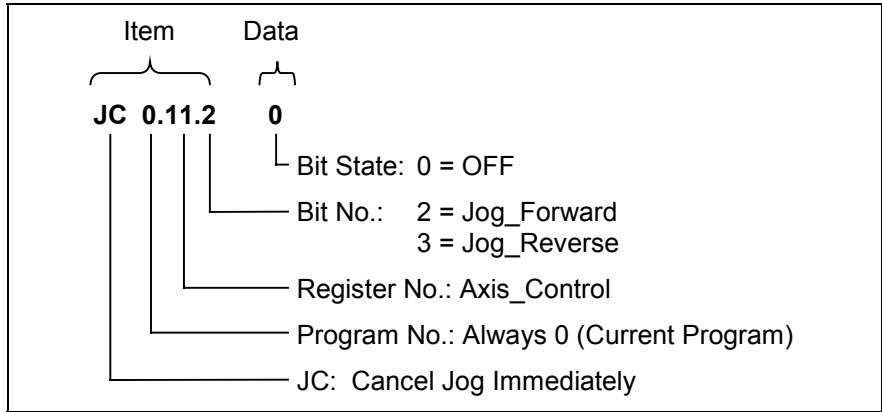 Item Data
JC 0.11.2 0
Bit State: 0 = OFF
Bit No.: 2 = Jog_Forward
3 = Jog_Reverse
Register No.: Axis_Control
Program No.: Always 0 (Current Program)
JC: Cancel Jog Immediately